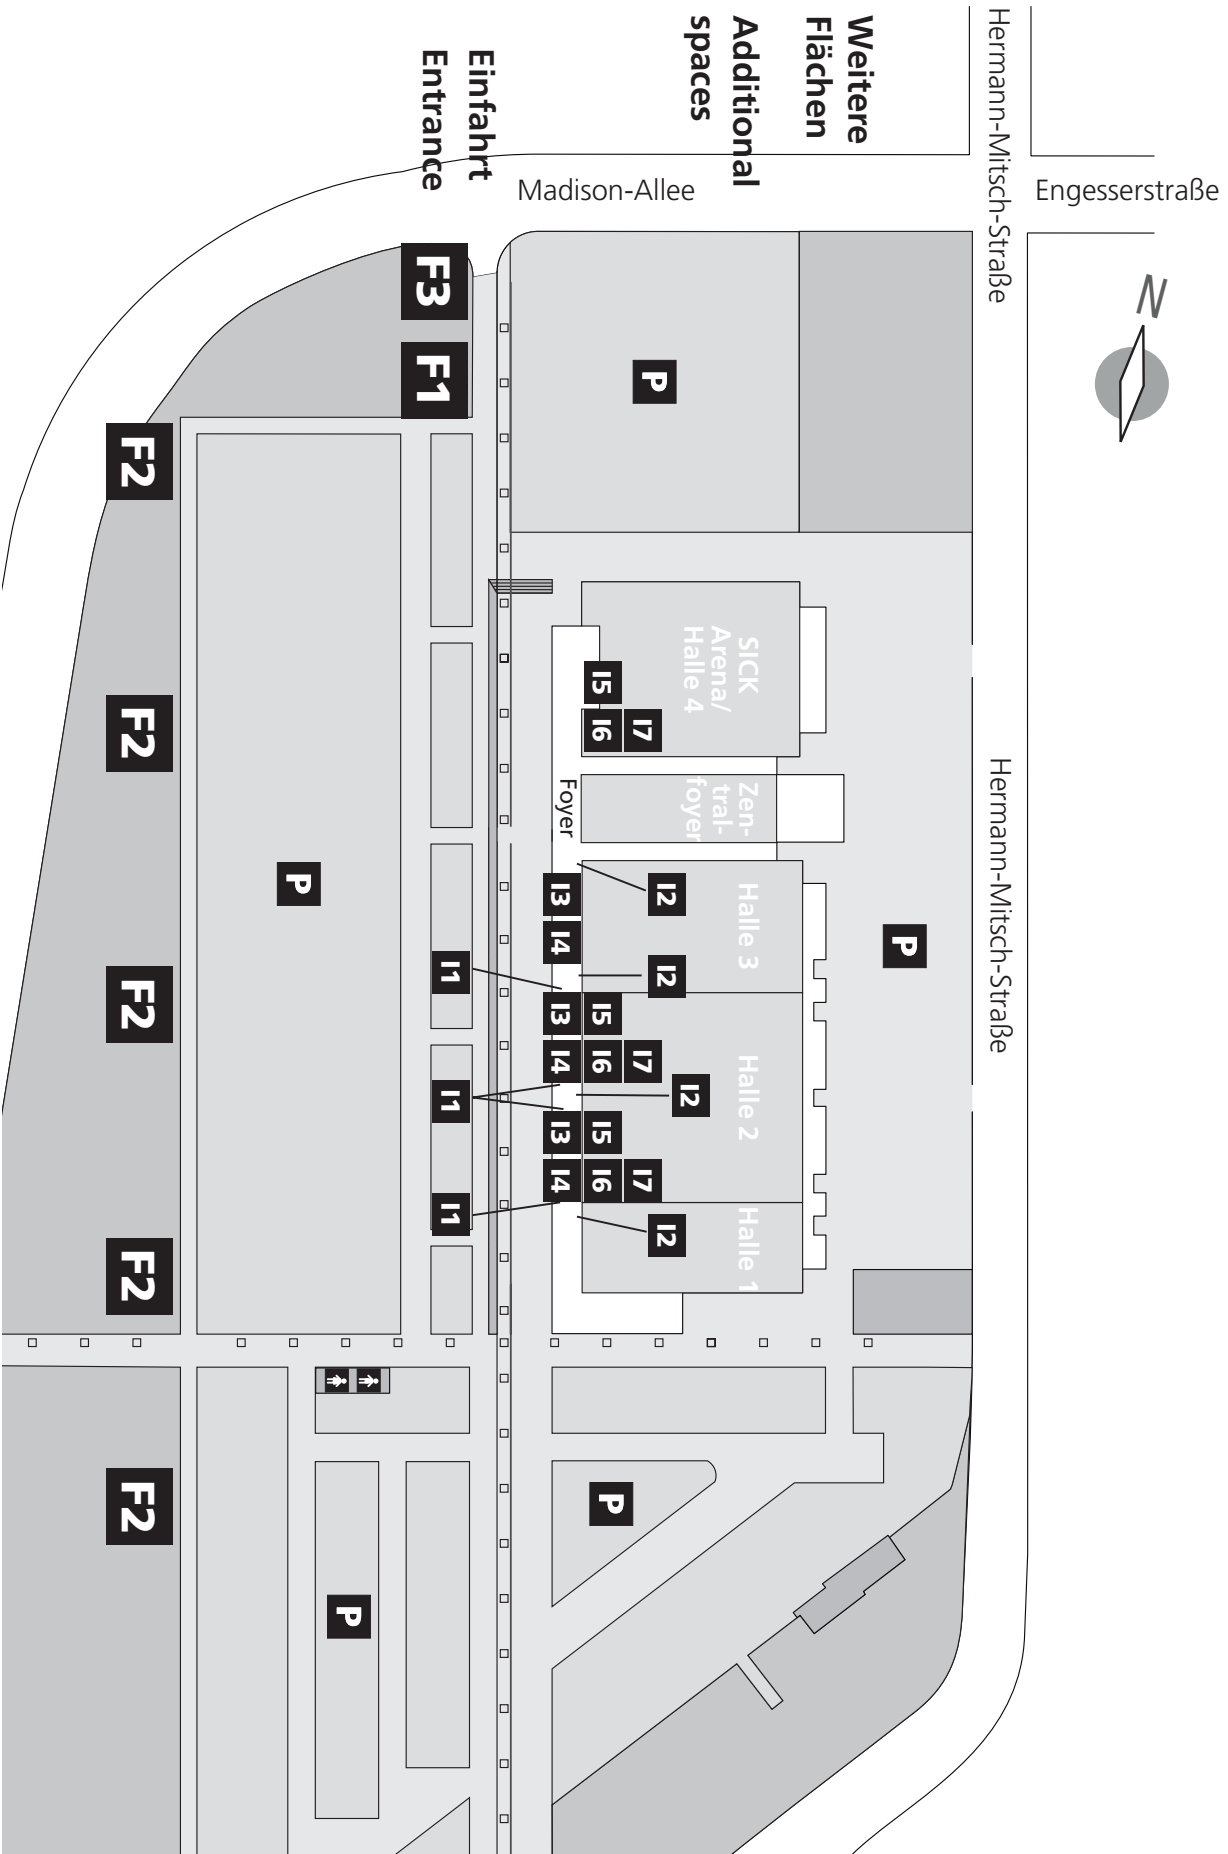 Weitere
Flächen
Additional
spaces
Einfahrt
Entrance
Hermann-Mitsch-Straße
Madison-Allee
Engesserstraße
N
F3
F1
P
F2
SICK
Arena/
Halle 4
I5
I6
I7
F2
Zen-
tral-
foyer
Foyer
Hermann-Mitsch-Straße
P
P
Halle 3
I2
I3
I4
I2
I1
F2
I3
I5
I4
I6
I7
Halle 2
I2
I1
I3
I5
I4
I6
I7
I1
I2
Halle 1
F2
P
F2
P